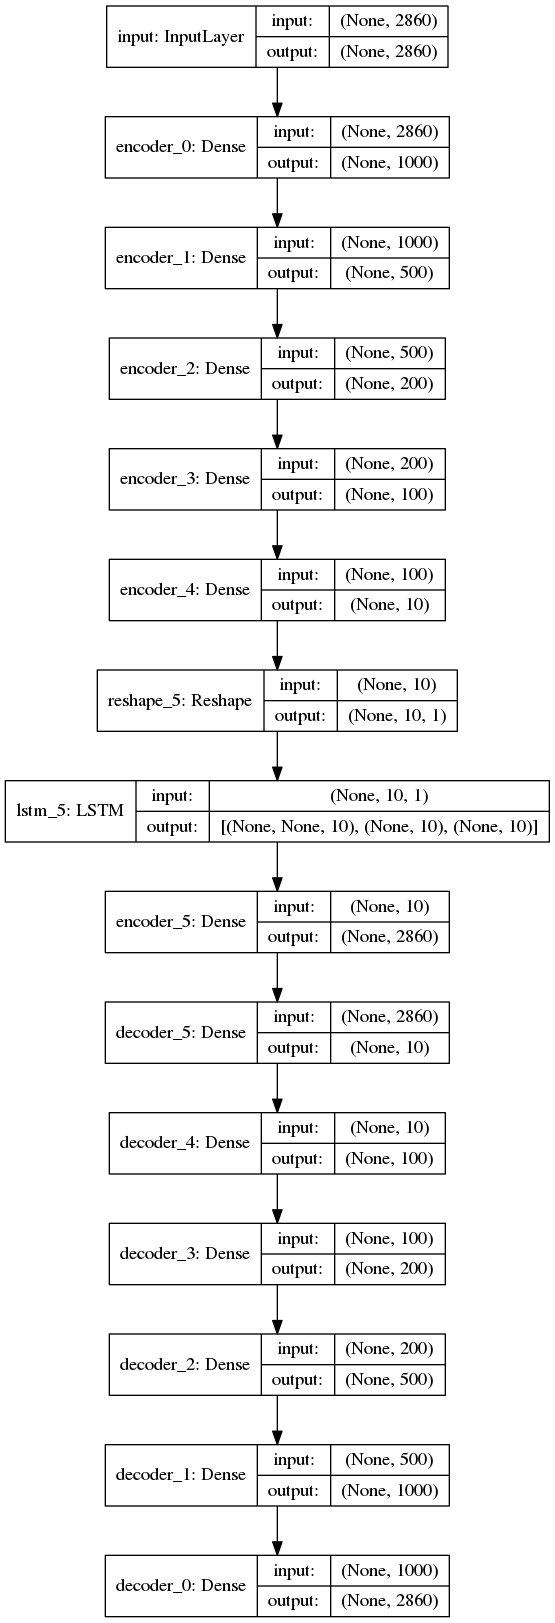 input: InputLayer
input: (None, 2860)
output: (None, 2860)
encoder_0: Dense
input: (None, 2860)
output: (None, 1000)
encoder_1: Dense
input: (None, 1000)
output: (None, 500)
encoder_2: Dense
input: (None, 500)
output: (None, 200)
encoder_3: Dense
input: (None, 200)
output: (None, 100)
encoder_4: Dense
input: (None, 100)
output: (None, 10)
reshape_5: Reshape
input: (None, 10)
output: (None, 10, 1)
lstm_5: LSTM
input: (None, 10, 1)
output: [(None, None, 10), (None, 10), (None, 10)]
encoder_5: Dense
input: (None, 10)
output: (None, 2860)
decoder_5: Dense
input: (None, 2860)
output: (None, 10)
decoder_4: Dense
input: (None, 10)
output: (None, 100)
decoder_3: Dense
input: (None, 100)
output: (None, 200)
decoder_2: Dense
input: (None, 200)
output: (None, 500)
decoder_1: Dense
input: (None, 500)
output: (None, 1000)
decoder_0: Dense
input: (None, 1000)
output: (None, 2860)